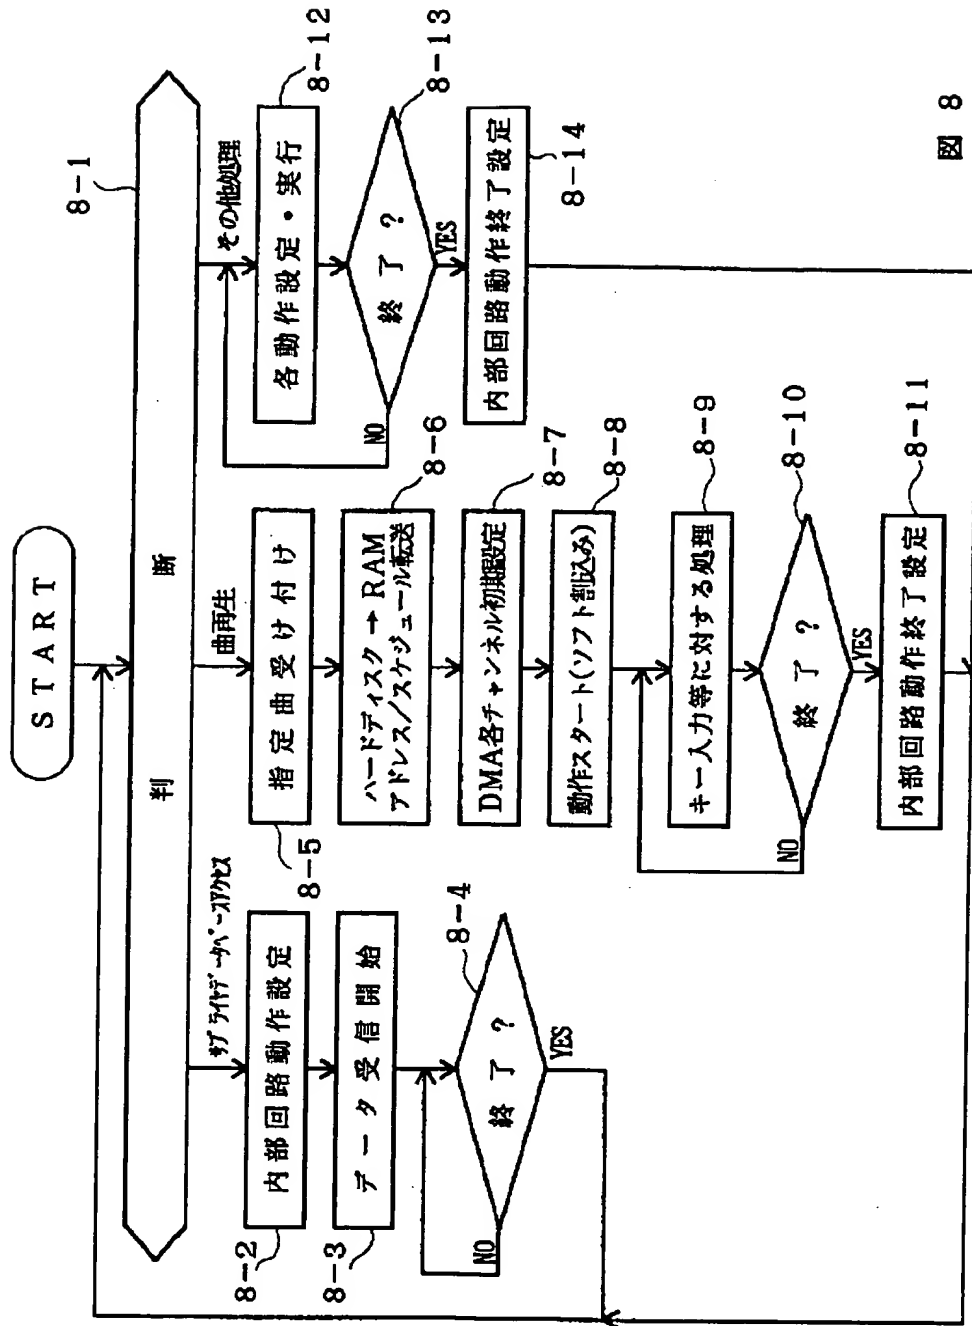 START
8-1
判断
サプライヤデータベースアクセス
8-2
内部回路動作設定
8-3
データ受信開始
8-4
終了?
NO
YES
曲再生
8-5
指定曲受け付け
8-6
ハードディスク→RAM
アドレス/スケジュール転送
8-7
DMA各チャンネル初期設定
8-8
動作スタート(ソフト割込み)
8-9
キー入力等に対する処理
8-10
終了?
NO
YES
8-11
内部回路動作終了設定
その他処理
8-12
各動作設定・実行
8-13
終了?
NO
YES
8-14
内部回路動作終了設定
図 8